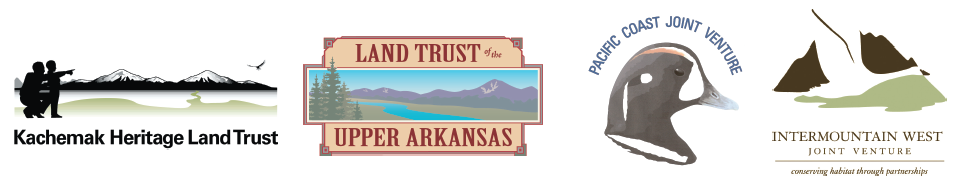 Kachemak Heritage Land Trust
LAND TRUST of the
UPPER ARKANSAS
PACIFIC COAST JOINT VENTURE
INTERMOUNTAIN WEST
JOINT VENTURE
conserving habitat through partnerships